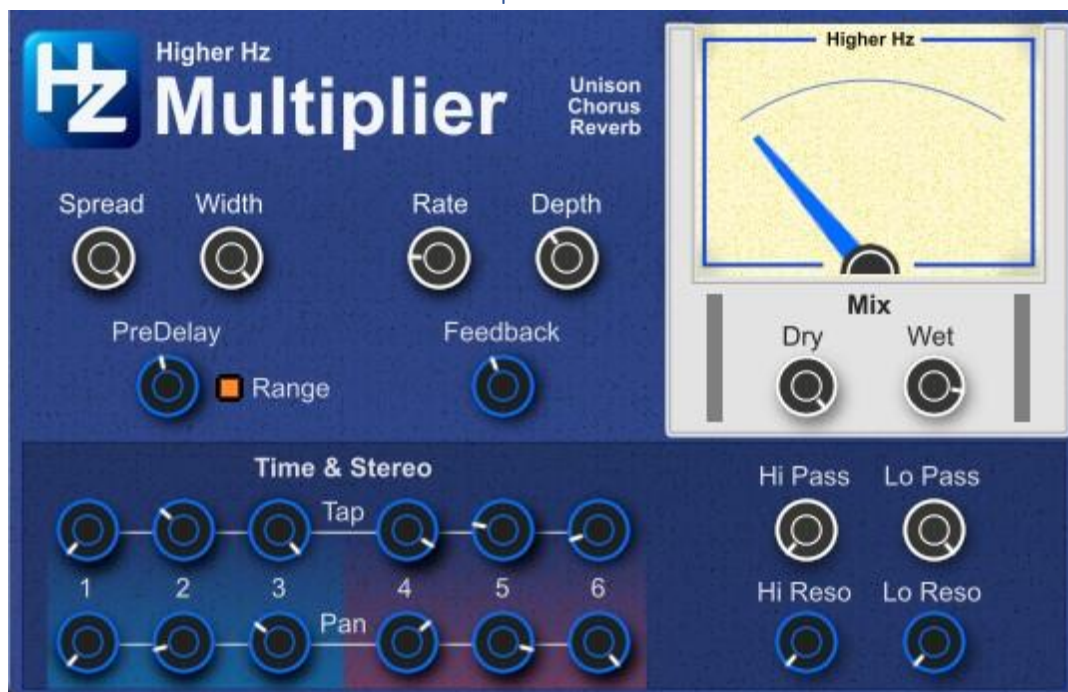 Hz
Higher Hz
Multiplier
Unison
Chorus
Reverb
Higher Hz
Spread Width Rate Depth
Mix
Dry Wet
PreDelay Feedback
Range
Time & Stereo
Hi Pass Lo Pass
Tap
1 2 3 4 5 6
Hi Reso Lo Reso
Pan